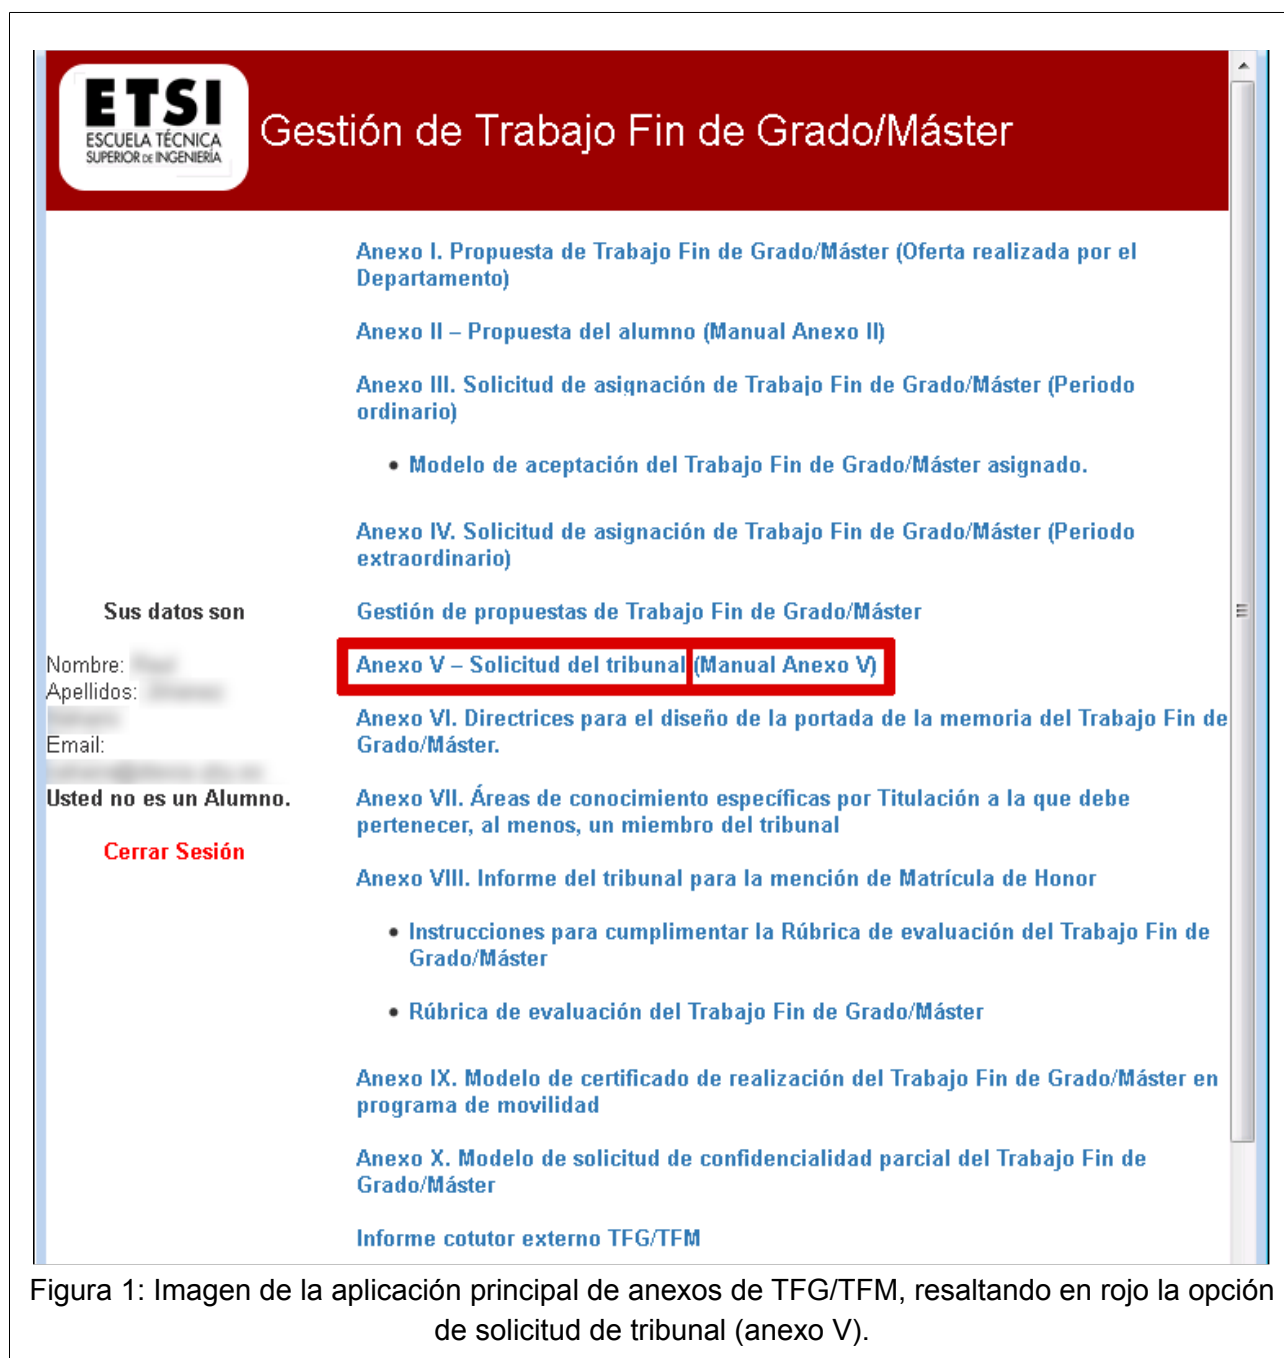 ETSI
ESCUELA TÉCNICA
SUPERIOR DE INGENIERÍA
Gestión de Trabajo Fin de Grado/Máster
Anexo I. Propuesta de Trabajo Fin de Grado/Máster (Oferta realizada por el
Departamento)
Anexo II – Propuesta del alumno (Manual Anexo II)
Anexo III. Solicitud de asignación de Trabajo Fin de Grado/Máster (Periodo
ordinario)
• Modelo de aceptación del Trabajo Fin de Grado/Máster asignado.
Anexo IV. Solicitud de asignación de Trabajo Fin de Grado/Máster (Periodo
extraordinario)
Sus datos son
Nombre:
Apellidos:
Email:
Usted no es un Alumno.
Cerrar Sesión
Gestión de propuestas de Trabajo Fin de Grado/Máster
Anexo V – Solicitud del tribunal (Manual Anexo V)
Anexo VI. Directrices para el diseño de la portada de la memoria del Trabajo Fin de
Grado/Máster.
Anexo VII. Áreas de conocimiento específicas por Titulación a la que debe
pertenecer, al menos, un miembro del tribunal
Anexo VIII. Informe del tribunal para la mención de Matrícula de Honor
• Instrucciones para cumplimentar la Rúbrica de evaluación del Trabajo Fin de
Grado/Máster
• Rúbrica de evaluación del Trabajo Fin de Grado/Máster
Anexo IX. Modelo de certificado de realización del Trabajo Fin de Grado/Máster en
programa de movilidad
Anexo X. Modelo de solicitud de confidencialidad parcial del Trabajo Fin de
Grado/Máster
Informe cotutor externo TFG/TFM
Figura 1: Imagen de la aplicación principal de anexos de TFG/TFM, resaltando en rojo la opción
de solicitud de tribunal (anexo V).